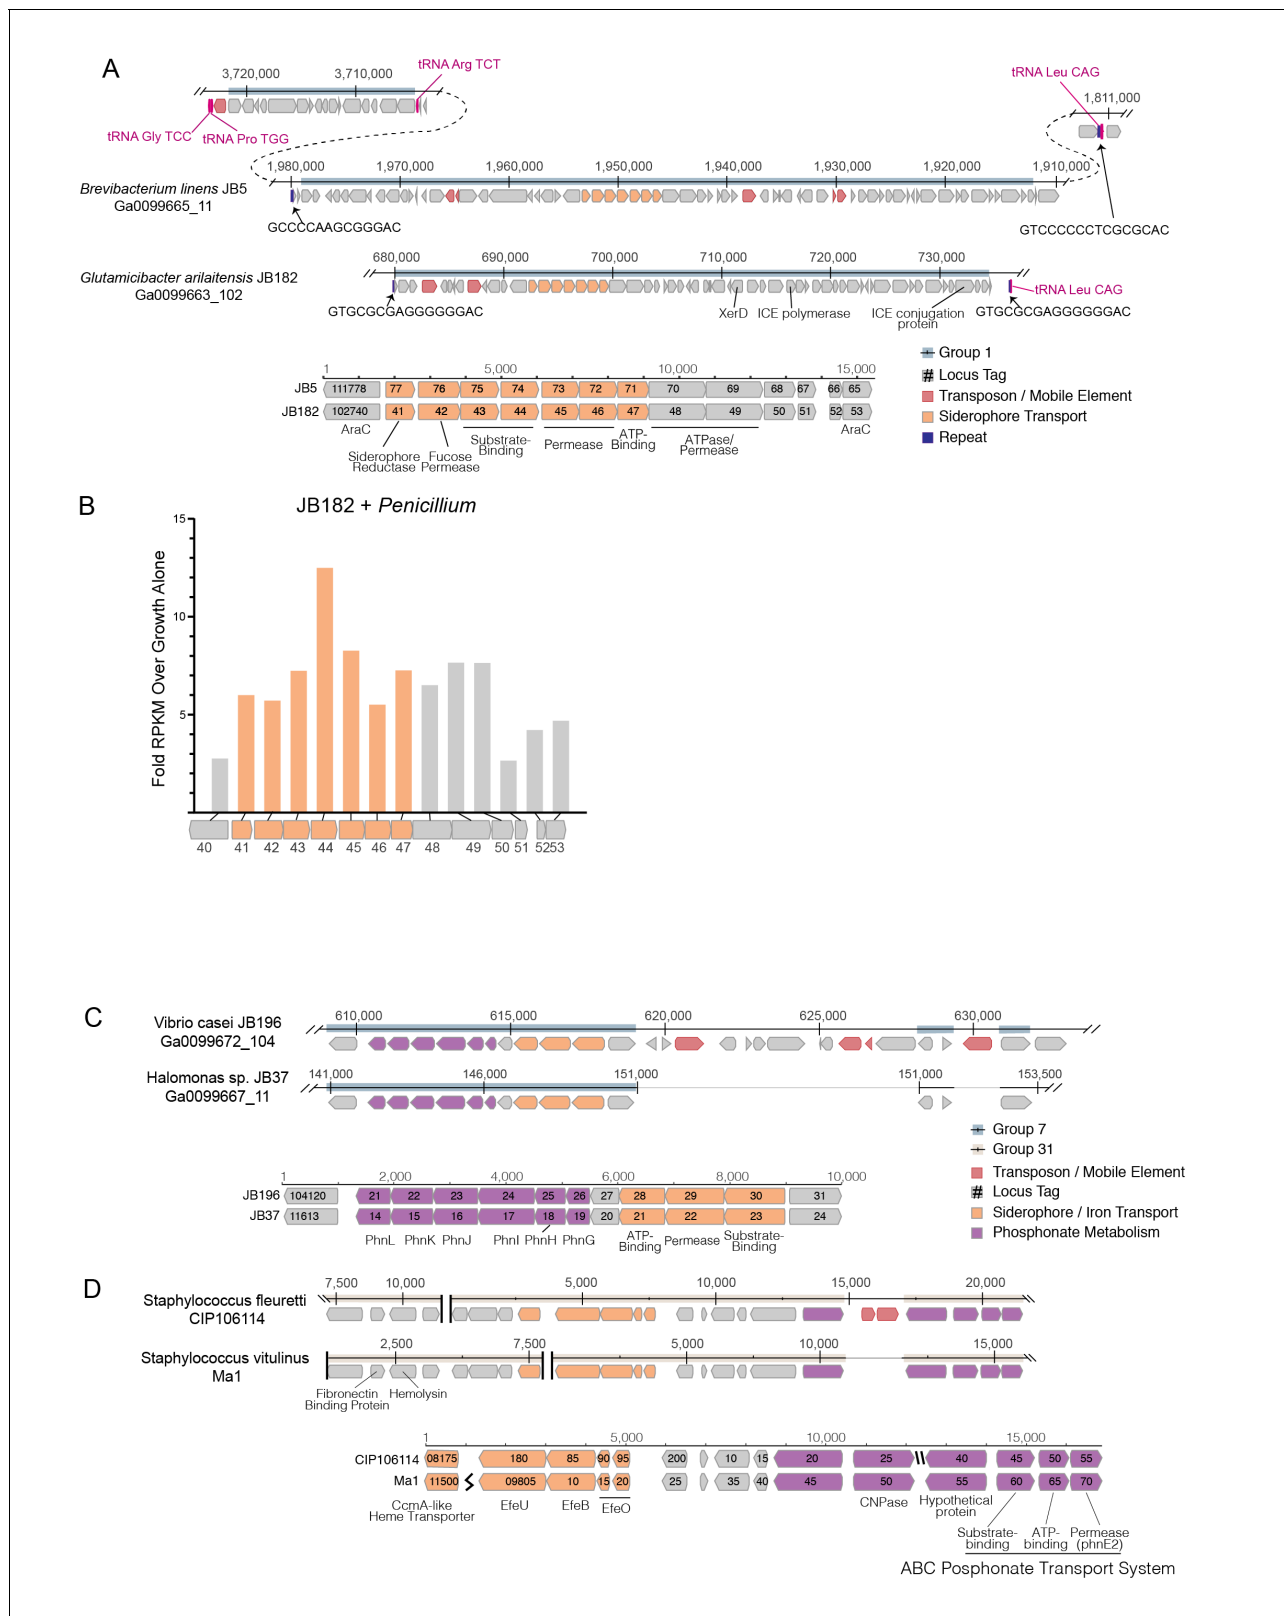 A
3,720,000
3,710,000
tRNA Arg TCT
tRNA Gly TCC
tRNA Pro TGG
tRNA Leu CAG
1,811,000
1,980,000
1,970,000
1,960,000
1,950,000
1,940,000
1,930,000
1,920,000
1,910,000
Brevibacterium linens JB5
Ga0099665_11
GCCCCAAGCGGGAC
GTCCCCCCTCGCGCAC
680,000
690,000
700,000
710,000
720,000
730,000
Glutamicibacter arilaitensis JB182
Ga0099663_102
GTGCGCGAGGGGGGAC
XerD
ICE polymerase
ICE conjugation
protein
tRNA Leu CAG
GTGCGCGAGGGGGGAC
Group 1
# Locus Tag
Transposon / Mobile Element
Siderophore Transport
Repeat
1
5,000
10,000
15,000
JB5 111778 77 76 75 74 73 72 71 70 69 68 67 66 65
JB182 102740 41 42 43 44 45 46 47 48 49 50 51 52 53
AraC
Siderophore
Reductase
Fucose
Permease
Substrate-
Binding
Permease
ATP-
Binding
ATPase/
Permease
AraC
B
JB182 + Penicillium
Fold RPKM Over Growth Alone
15
10
5
40 41 42 43 44 45 46 47 48 49 50 51 52 53
C
Vibrio casei JB196
Ga0099672_104
610,000
615,000
620,000
625,000
630,000
Halomonas sp. JB37
Ga0099667_11
141,000
146,000
151,000
151,000
153,500
Group 7
Group 31
Transposon / Mobile Element
# Locus Tag
Siderophore / Iron Transport
Phosphonate Metabolism
1
2,000
4,000
6,000
8,000
10,000
JB196 104120 21 22 23 24 25 26 27 28 29 30 31
JB37 11613 14 15 16 17 18 19 20 21 22 23 24
PhnL
PhnK
PhnJ
PhnI
PhnH
PhnG
ATP-
Binding
Permease
Substrate-
Binding
D
Staphylococcus fleuretti
CIP106114
7,500
10,000
5,000
10,000
15,000
20,000
Staphylococcus vitulinus
Ma1
2,500
7,500
5,000
10,000
15,000
Fibronectin
Binding Protein
Hemolysin
1
5,000
10,000
15,000
CIP106114 08175 180 85 90 95 200 10 15 20 25 40 45 50 55
Ma1 11500 09805 10 15 20 25 35 40 45 50 55 60 65 70
CcmA-like
Heme Transporter
EfeU
EfeB
EfeO
CNPase
Hypothetical
protein
Substrate-
binding
ATP-
binding
Permease
(phnE2)
ABC Posphonate Transport System